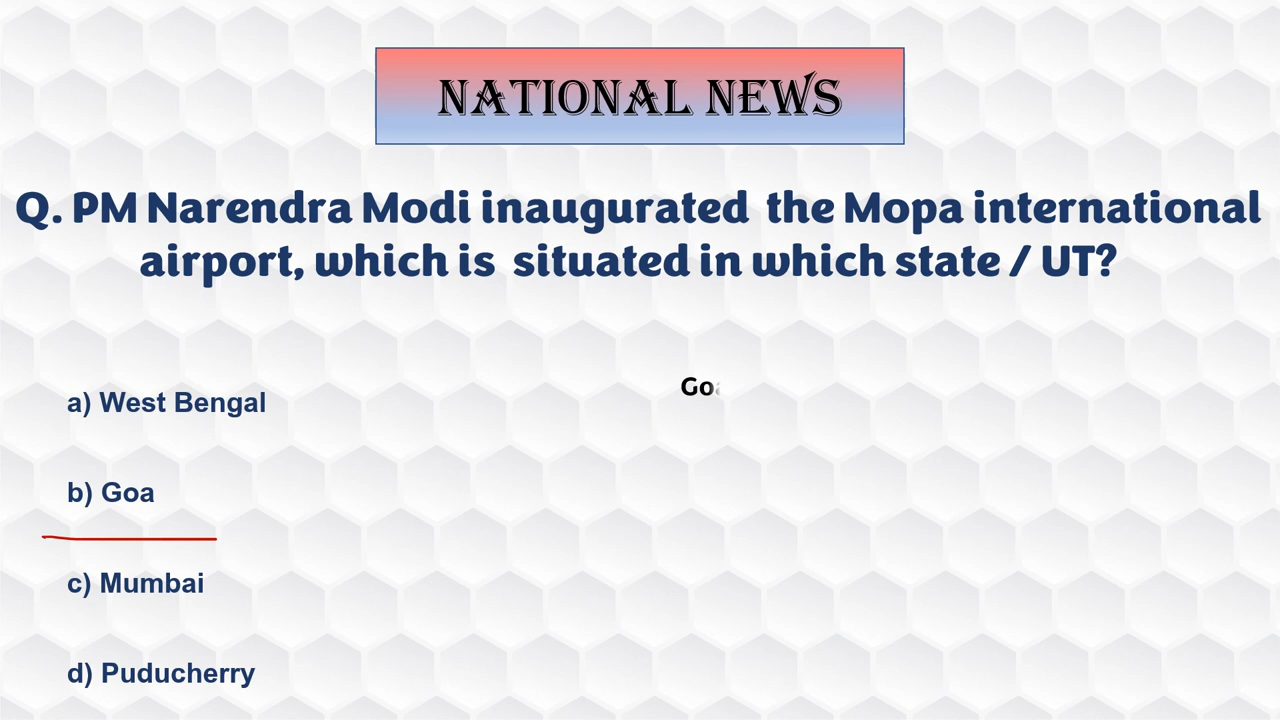 NATIONAL NEWS
Q. PM Narendra Modi inaugurated the Mopa international
airport, which is situated in which state / UT?
a) West Bengal
Goa
b) Goa
c) Mumbai
d) Puducherry